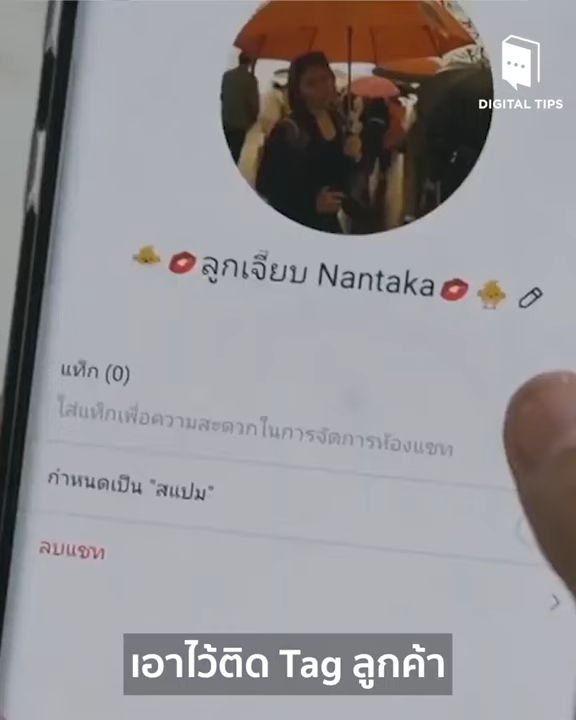 DIGITAL TIPS
ลูกเจี๊ยบ Nantaka
แท็ก (0)
ใส่แท็กเพื่อความสะดวกในการจัดการห้องแชท
กำหนดเป็น "สแปม"
ลบแชท
เอาไว้ติด Tag ลูกค้า